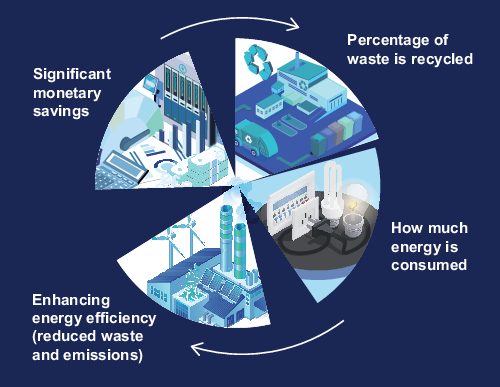 Significant
monetary
savings
Percentage of
waste is recycled
How much
energy is
consumed
Enhancing
energy efficiency
(reduced waste
and emissions)